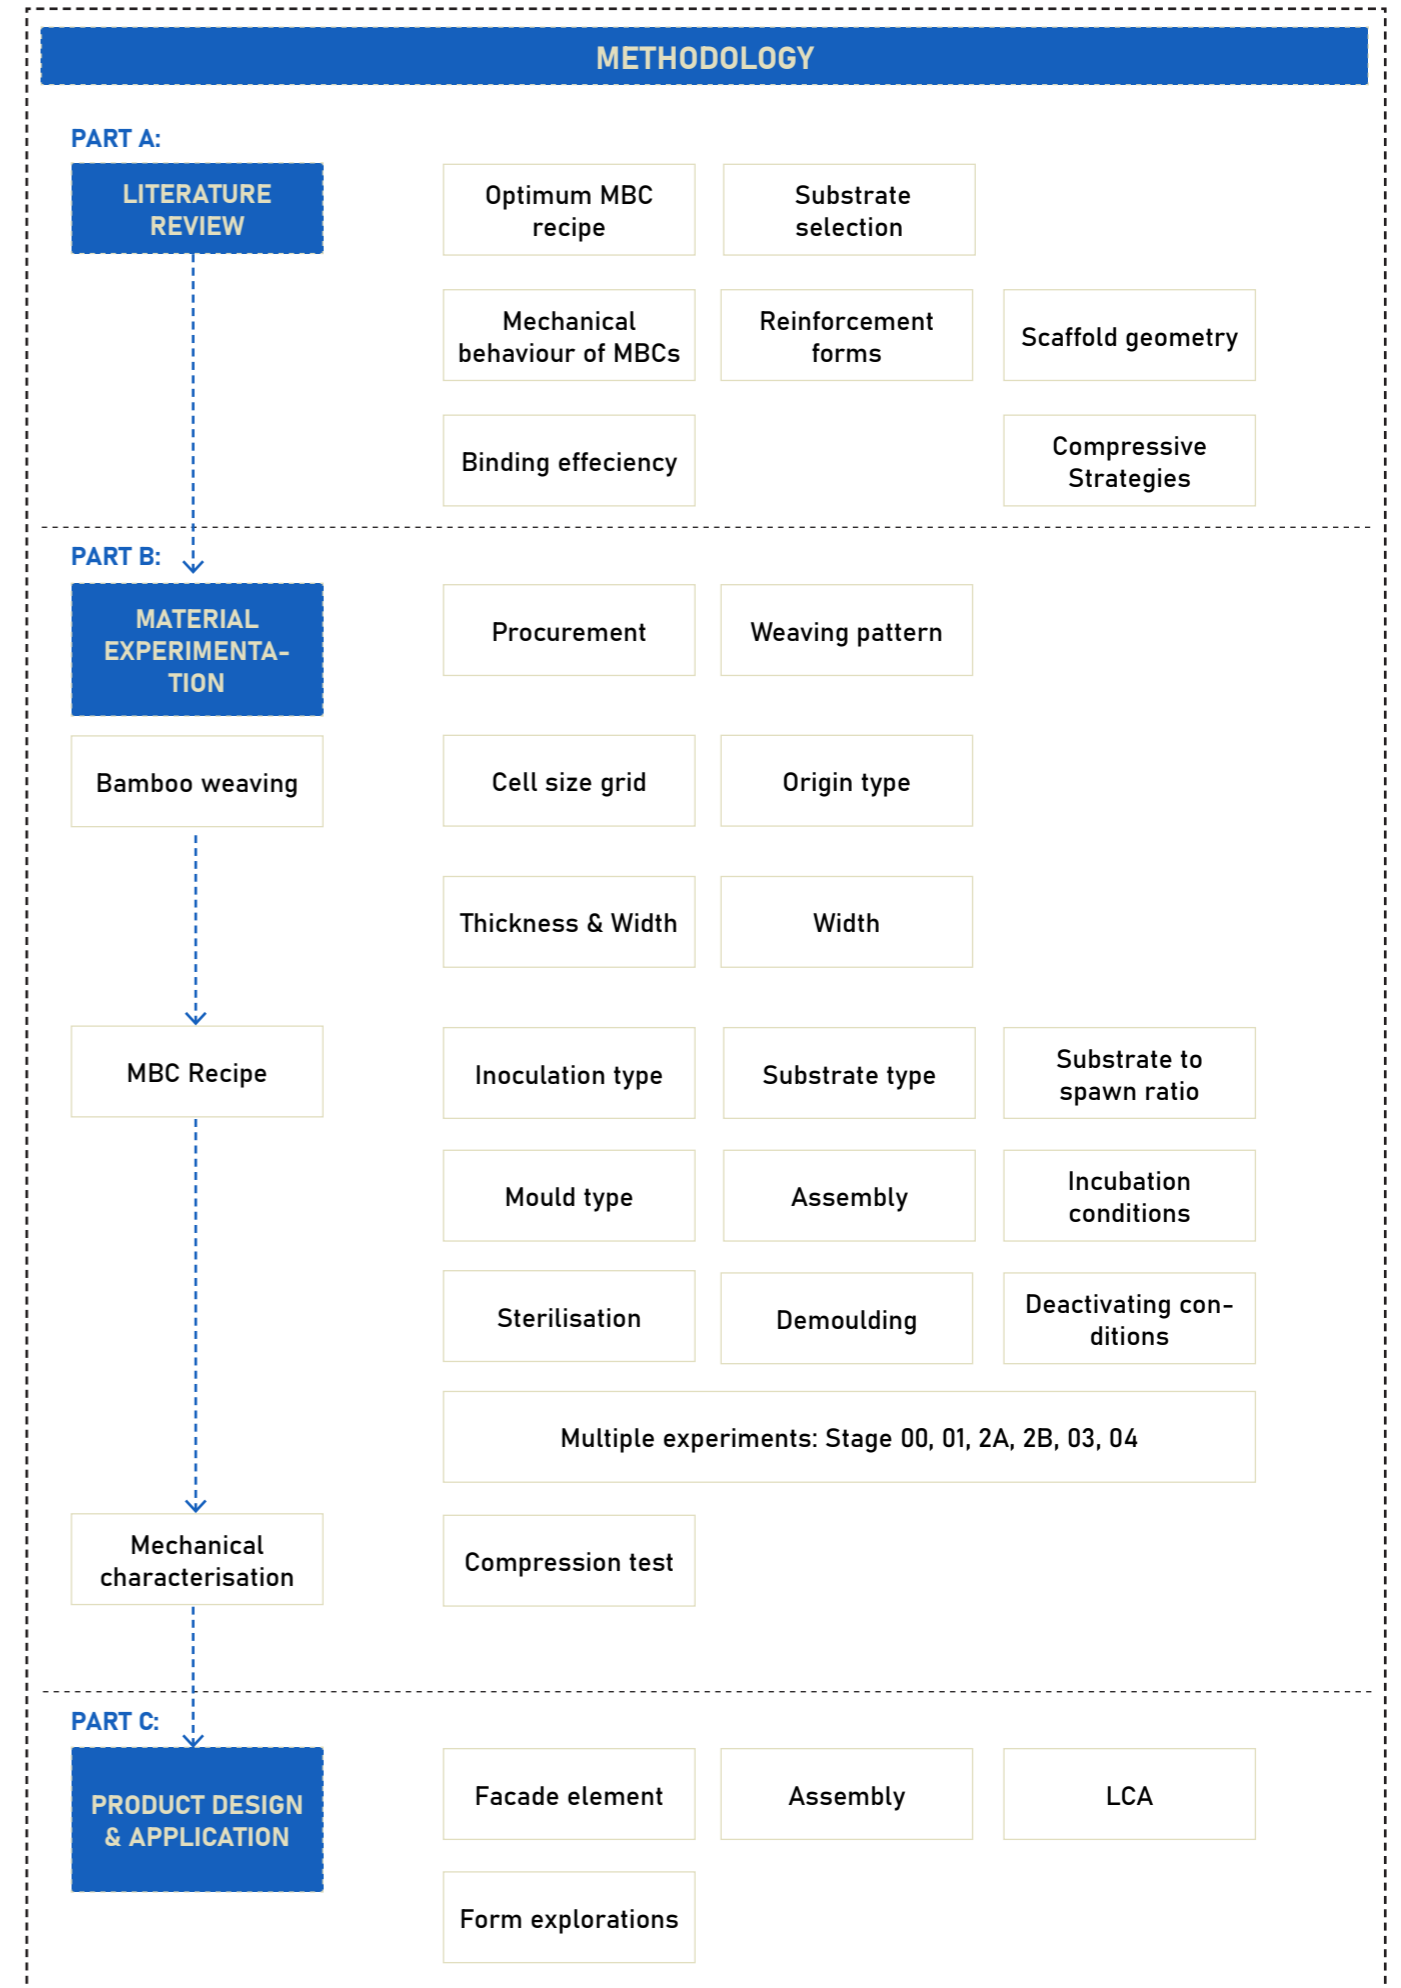 METHODOLOGY
PART A:
LITERATURE
REVIEW
Optimum MBC
recipe
Substrate
selection
Mechanical
behaviour of MBCs
Reinforcement
forms
Scaffold geometry
Binding effeciency
Compressive
Strategies
PART B:
MATERIAL
EXPERIMENTA-
TION
Procurement
Weaving pattern
Bamboo weaving
Cell size grid
Origin type
Thickness & Width
Width
MBC Recipe
Inoculation type
Substrate type
Substrate to
spawn ratio
Mould type
Assembly
Incubation
conditions
Sterilisation
Demoulding
Deactivating con-
ditions
Multiple experiments: Stage 00, 01, 2A, 2B, 03, 04
Mechanical
characterisation
Compression test
PART C:
PRODUCT DESIGN
& APPLICATION
Facade element
Assembly
LCA
Form explorations